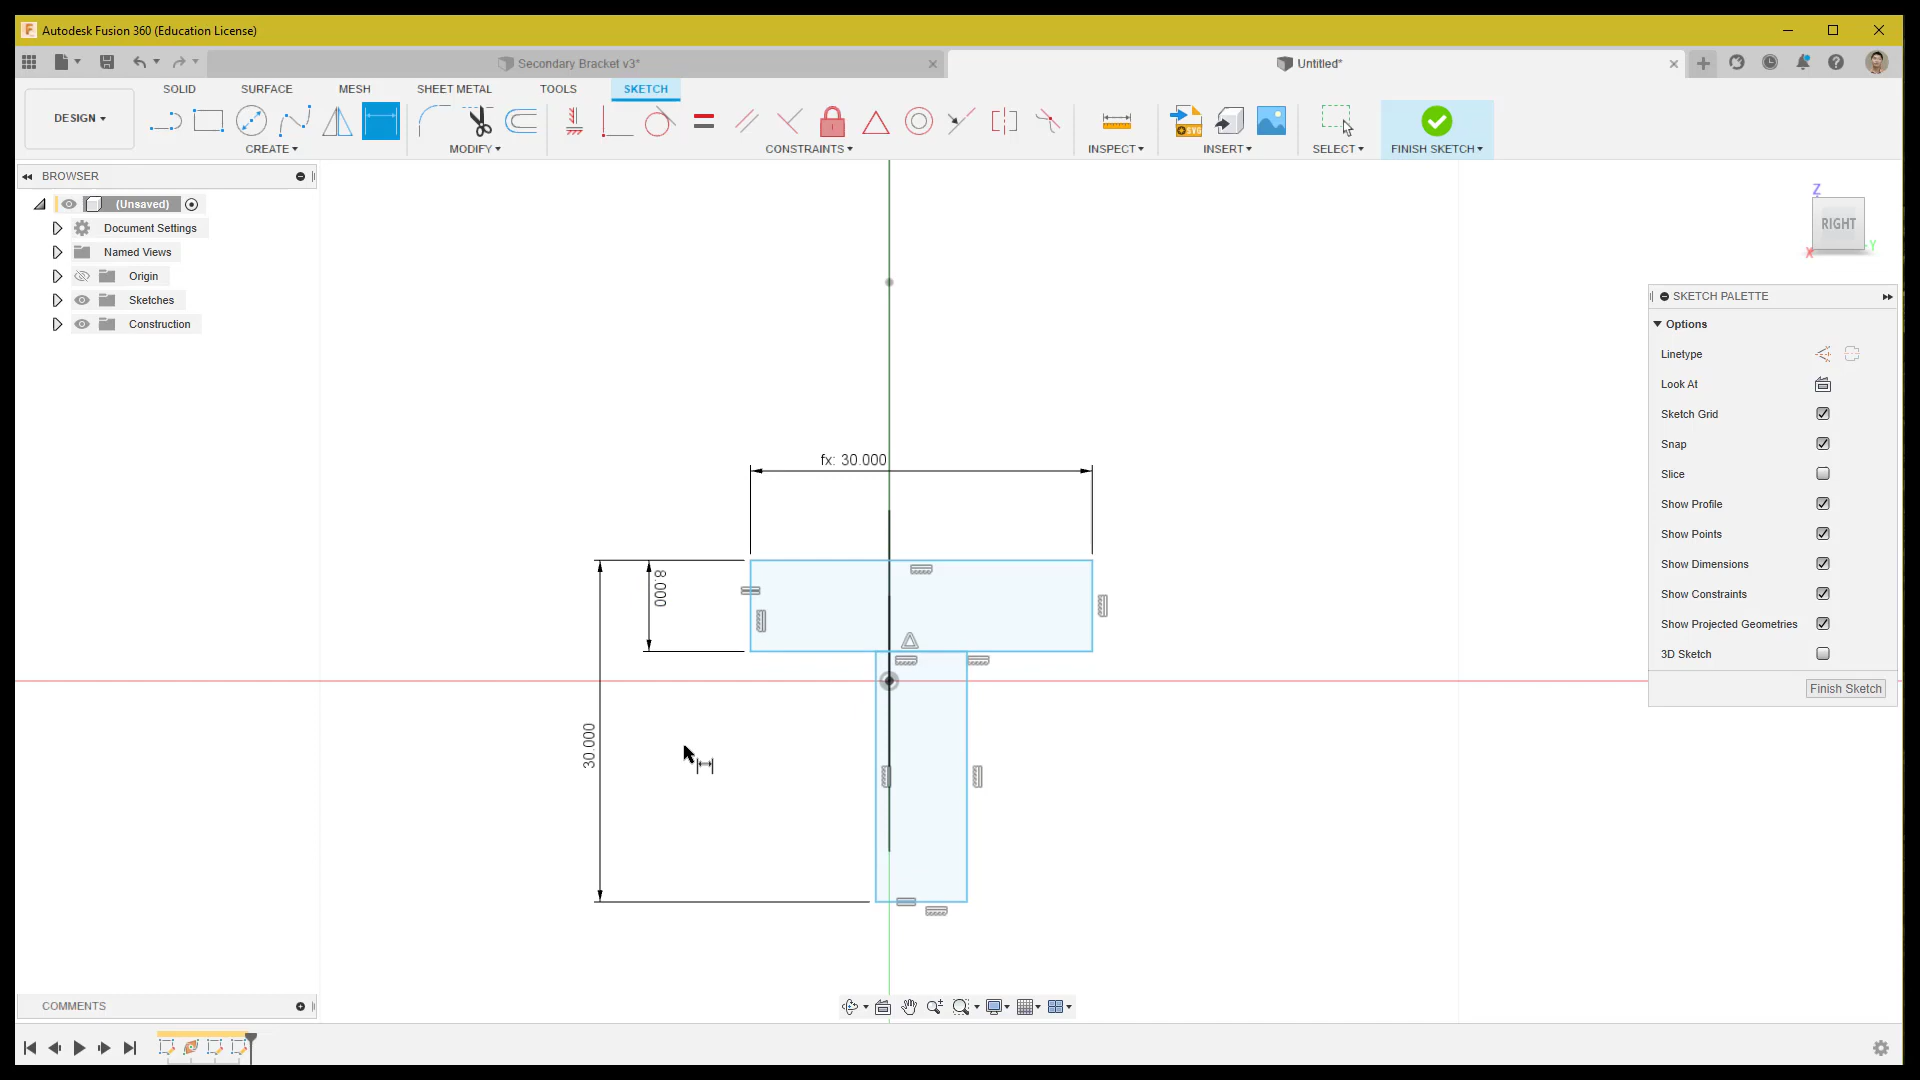 Autodesk Fusion 360 (Education License)
Secondary Bracket v3*
Untitled*
SOLID
SURFACE
MESH
SHEET METAL
TOOLS
SKETCH
DESIGN
CREATE
MODIFY
CONSTRAINTS
INSPECT
INSERT
SELECT
FINISH SKETCH
SVG
BROWSER
(Unsaved)
Document Settings
Named Views
Origin
Sketches
Construction
Z
RIGHT
X
Y
SKETCH PALETTE
Options
Linetype
Look At
Sketch Grid
Snap
Slice
Show Profile
Show Points
Show Dimensions
Show Constraints
Show Projected Geometries
3D Sketch
Finish Sketch
fx: 30.000
8.000
30.000
COMMENTS